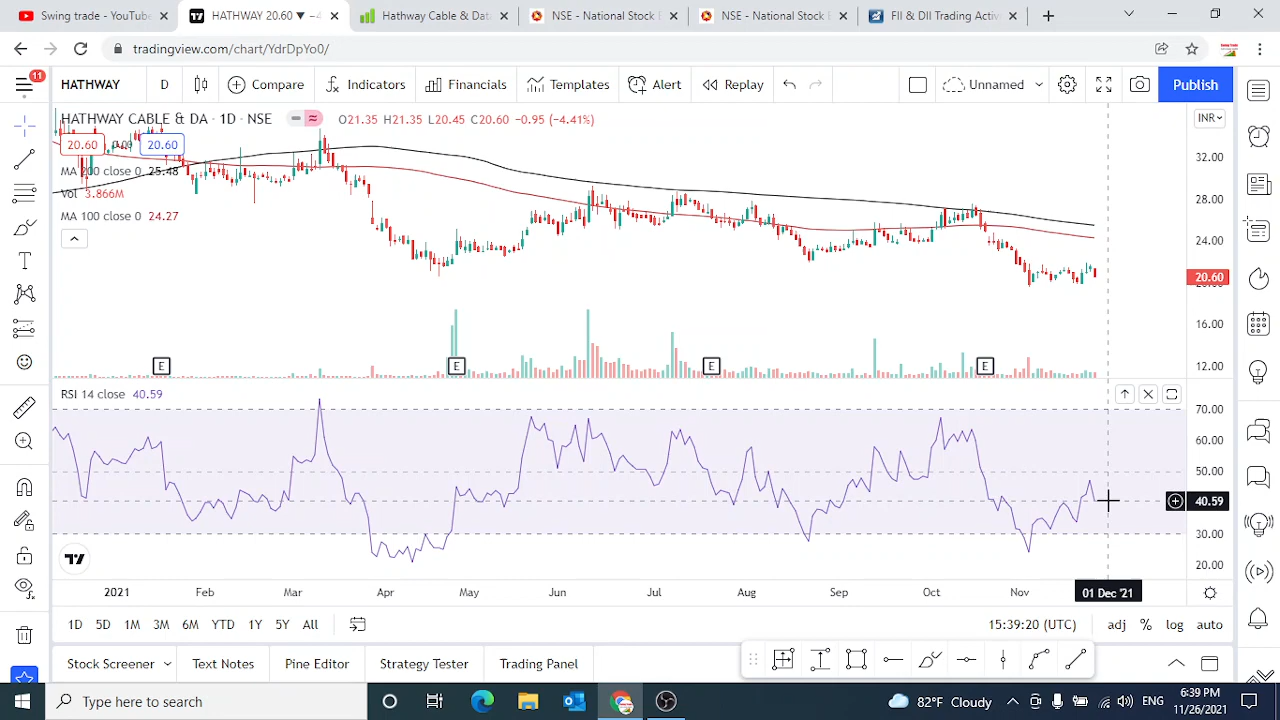 Swing trade - YouTube
HATHWAY 20.60 ▼ −4
Hathway Cable & Data
NSE - National Stock E
NSE - National Stock E
FII & DII Trading Activ
tradingview.com/chart/YdrDpYo0/
11
HATHWAY
D
Compare
Indicators
Financials
Templates
Alert
Replay
Unnamed
Publish
HATHWAY CABLE & DA · 1D · NSE
O21.35 H21.35 L20.45 C20.60 −0.95 (−4.41%)
INR
20.60
20.60
MA 200 close 0 25.48
Vol 3.866M
MA 100 close 0 24.27
32.00
28.00
24.00
20.60
16.00
12.00
E
E
E
E
RSI 14 close 40.59
70.00
60.00
50.00
40.59
30.00
20.00
2021
Feb
Mar
Apr
May
Jun
Jul
Aug
Sep
Oct
Nov
01 Dec '21
1D
5D
1M
3M
6M
YTD
1Y
5Y
All
15:39:20 (UTC)
adj
%
log
auto
Stock Screener
Text Notes
Pine Editor
Strategy Tester
Trading Panel
Type here to search
82°F Cloudy
ENG
6:39 PM
11/26/2021